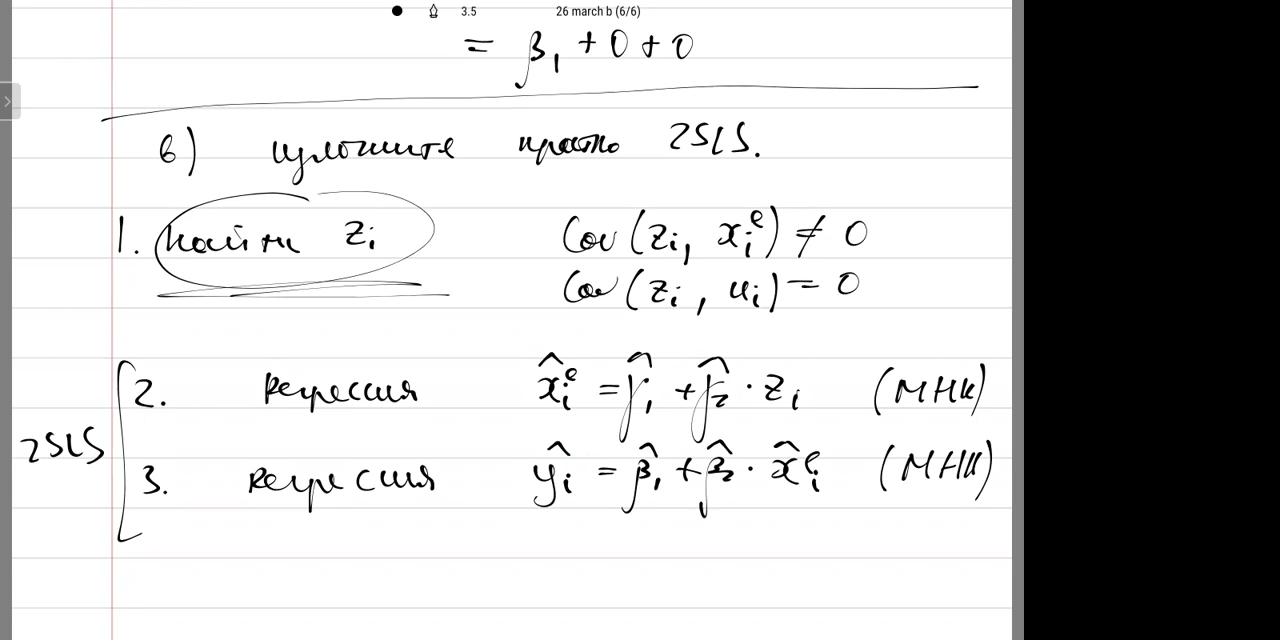 3.5 26 march b (6/6)
= β₁ + 0 + 0
в) изложите кратко 2SLS.
1. найти zᵢ Cov(zᵢ, xᵢᵉ) ≠ 0
Cov(zᵢ, uᵢ) = 0
2. регрессия x̂ᵢᵉ = γ̂₁ + γ̂₂ · zᵢ (МНК)
2SLS
3. регрессия ŷᵢ = β̂₁ + β̂₂ · x̂ᵢᵉ (МНК)